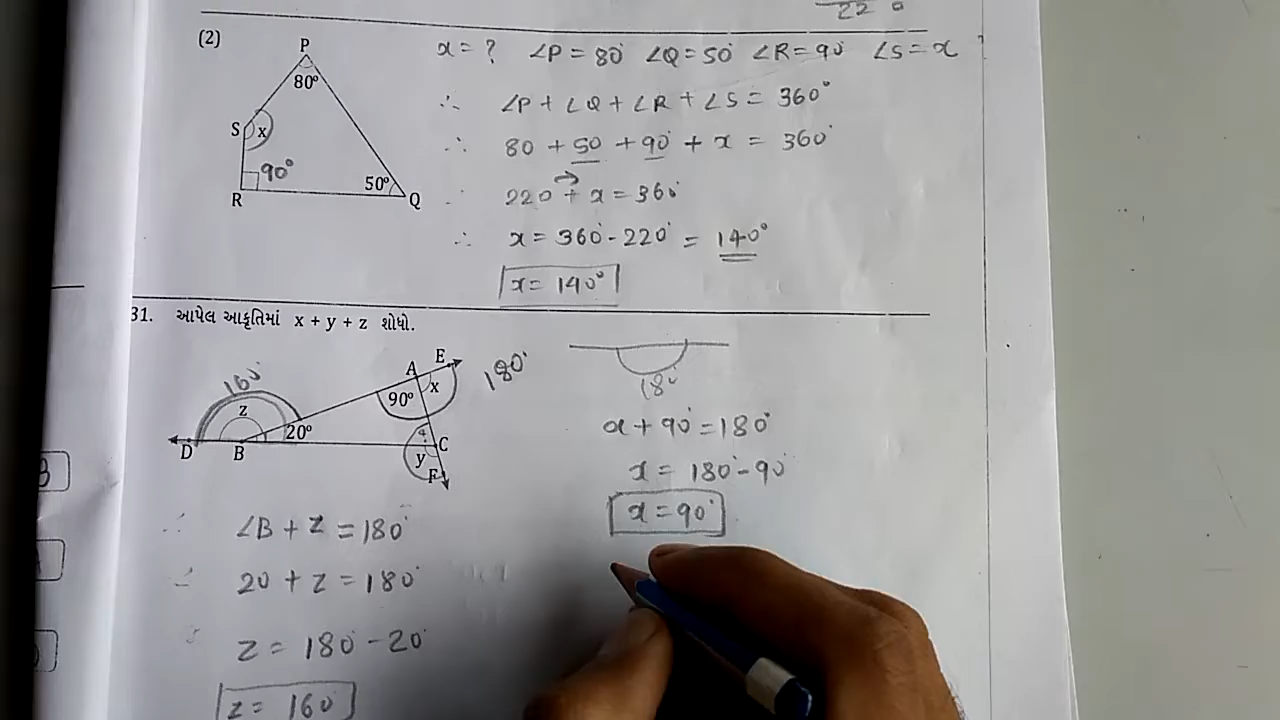 22 0
(2)
x = ? ∠P = 80° ∠Q = 50° ∠R = 90° ∠S = x
P
80°
S x
90°
50°
R
Q
∴ ∠P + ∠Q + ∠R + ∠S = 360°
∴ 80 + 50 + 90° + x = 360°
220 + x = 360°
∴ x = 360° - 220° = 140°
x = 140°
31. આપેલ આકૃતિમાં x + y + z શોધો.
160°
180°
E
A
x
90°
z
20°
D
B
C
y
F
180°
x + 90° = 180°
x = 180° - 90°
x = 90°
∠B + z = 180°
20 + z = 180°
z = 180° - 20°
z = 160°